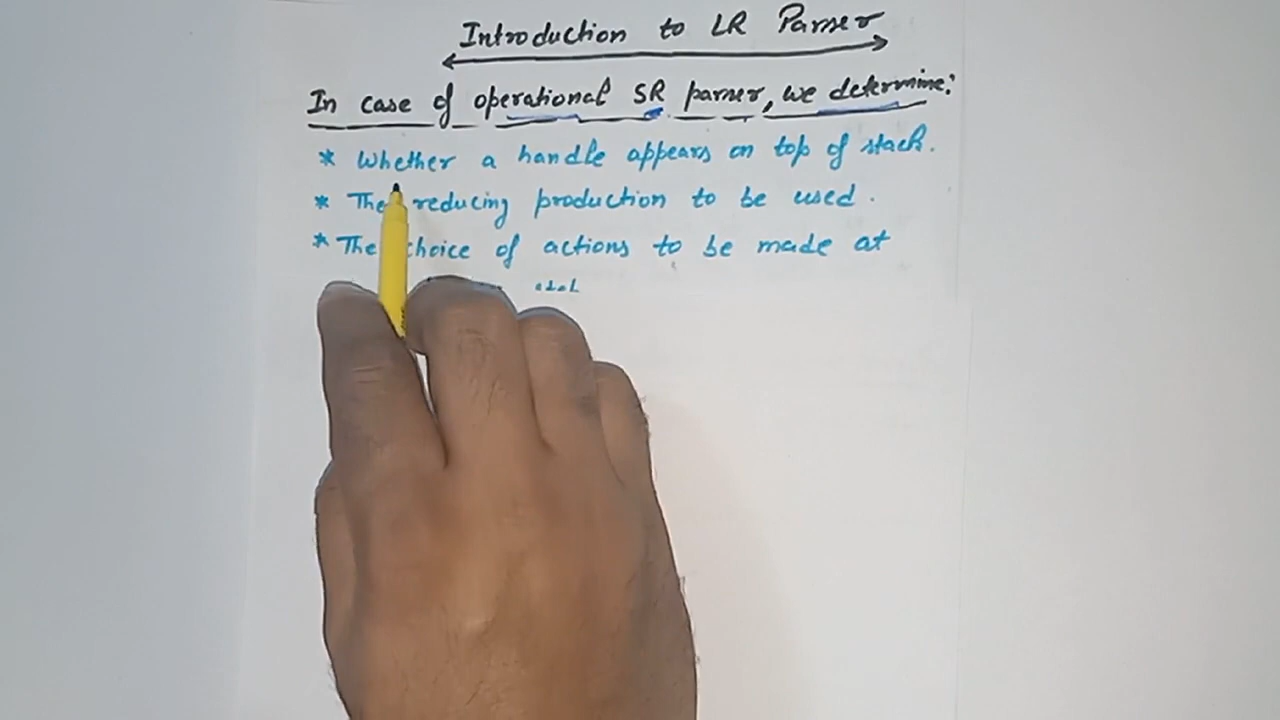 Introduction to LR Parser
In case of operational SR parser, we determine:
* Whether a handle appears on top of stack.
* The reducing production to be used.
* The choice of actions to be made at